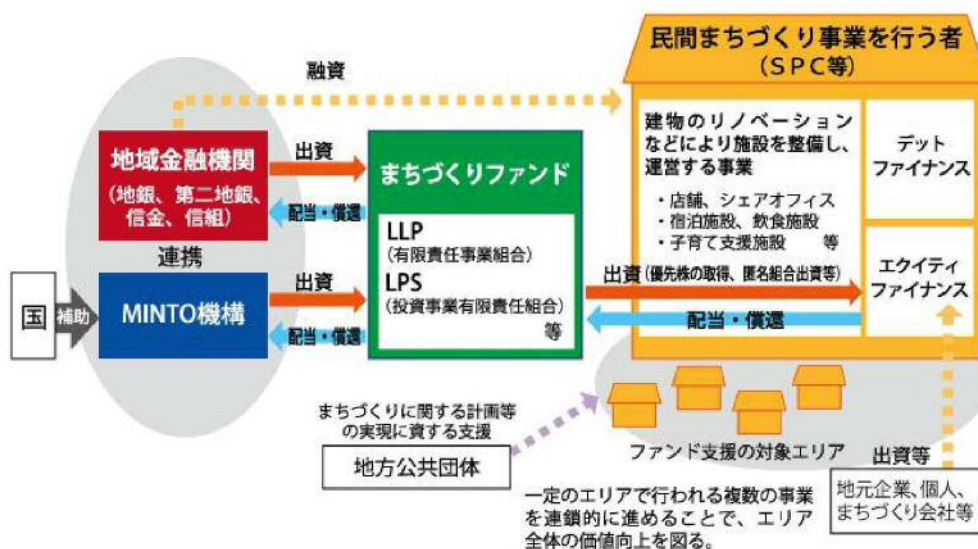 民間まちづくり事業を行う者
（ＳＰＣ等）
融資
地域金融機関
（地銀、第二地銀、
信金、信組）
連携
MINTO機構
国
補助
出資
配当・償還
出資
配当・償還
まちづくりファンド
LLP
（有限責任事業組合）
LPS
（投資事業有限責任組合）
等
建物のリノベーション
などにより施設を整備し、
運営する事業
・店舗、シェアオフィス
・宿泊施設、飲食施設
・子育て支援施設　等
デット
ファイナンス
エクイティ
ファイナンス
出資（優先株の取得、匿名組合出資等）
配当・償還
まちづくりに関する計画等
の実現に資する支援
地方公共団体
ファンド支援の対象エリア
出資等
地元企業、個人、
まちづくり会社等
一定のエリアで行われる複数の事業
を連鎖的に進めることで、エリア
全体の価値向上を図る。